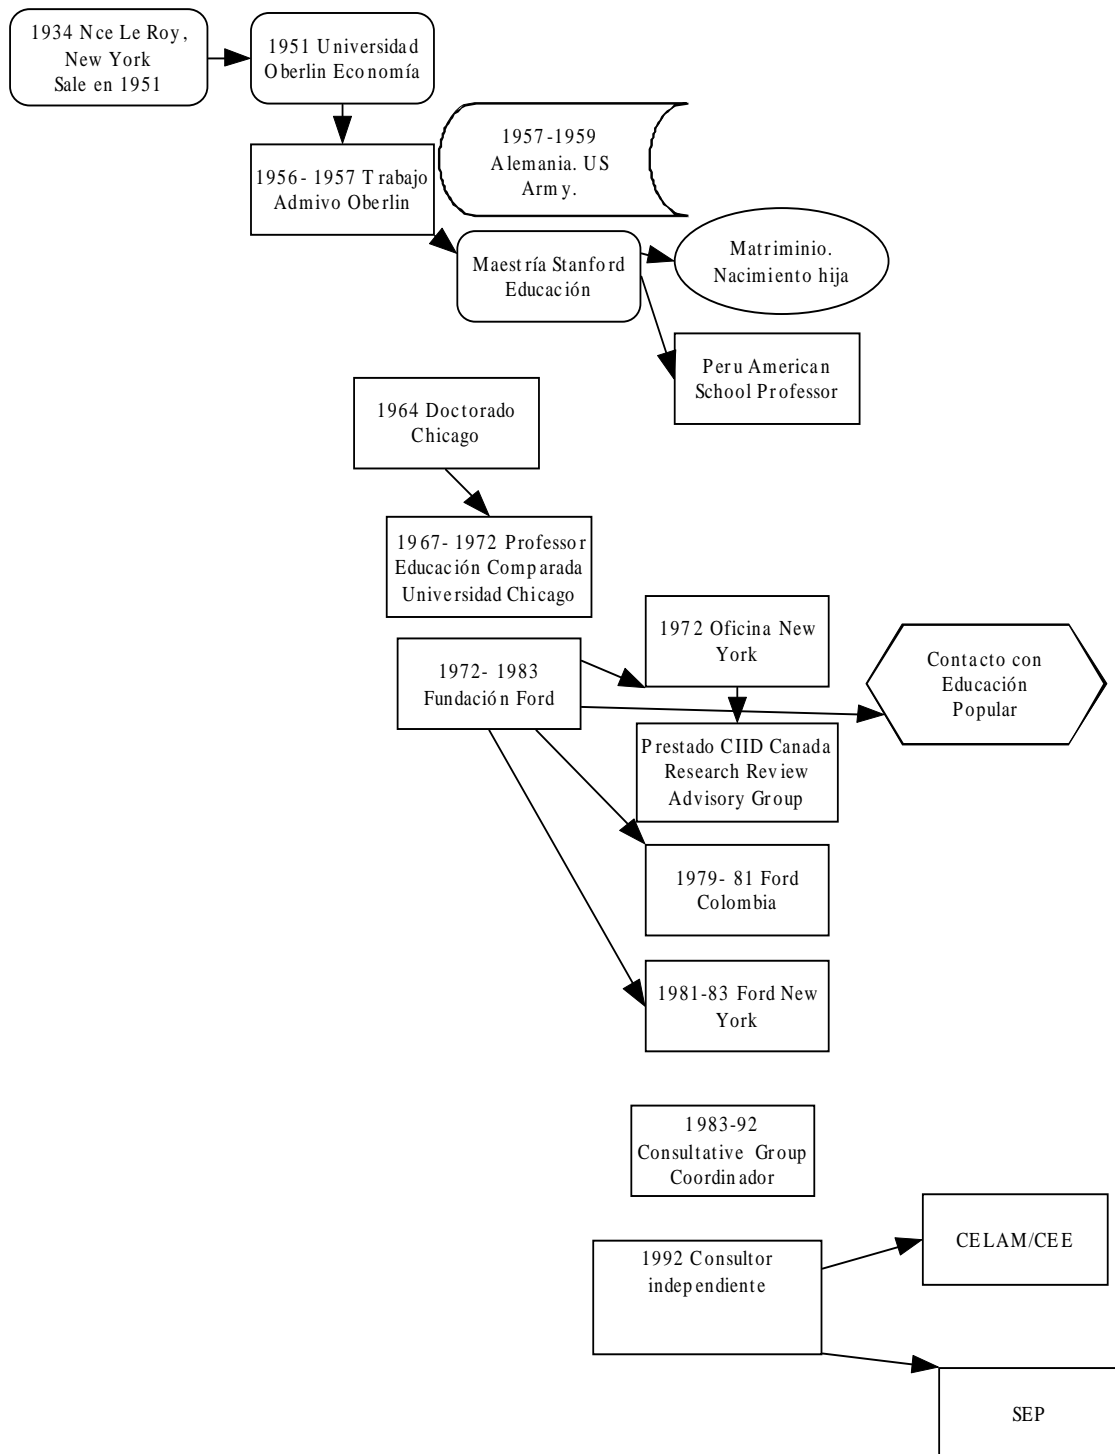 1934 Nce Le Roy,
New York
Sale en 1951
1951 Universidad
Oberlin Economía
1956- 1957 Trabajo
Admivo Oberlin
1957-1959
Alemania. US
Army.
Maestría Stanford
Educación
Matriminio.
Nacimiento hija
Peru American
School Professor
1964 Doctorado
Chicago
1967- 1972 Professor
Educación Comparada
Universidad Chicago
1972- 1983
Fundación Ford
1972 Oficina New
York
Contacto con
Educación
Popular
Prestado CIID Canada
Research Review
Advisory Group
1979- 81 Ford
Colombia
1981-83 Ford New
York
1983-92
Consultative Group
Coordinador
1992 Consultor
independiente
CELAM/CEE
SEP